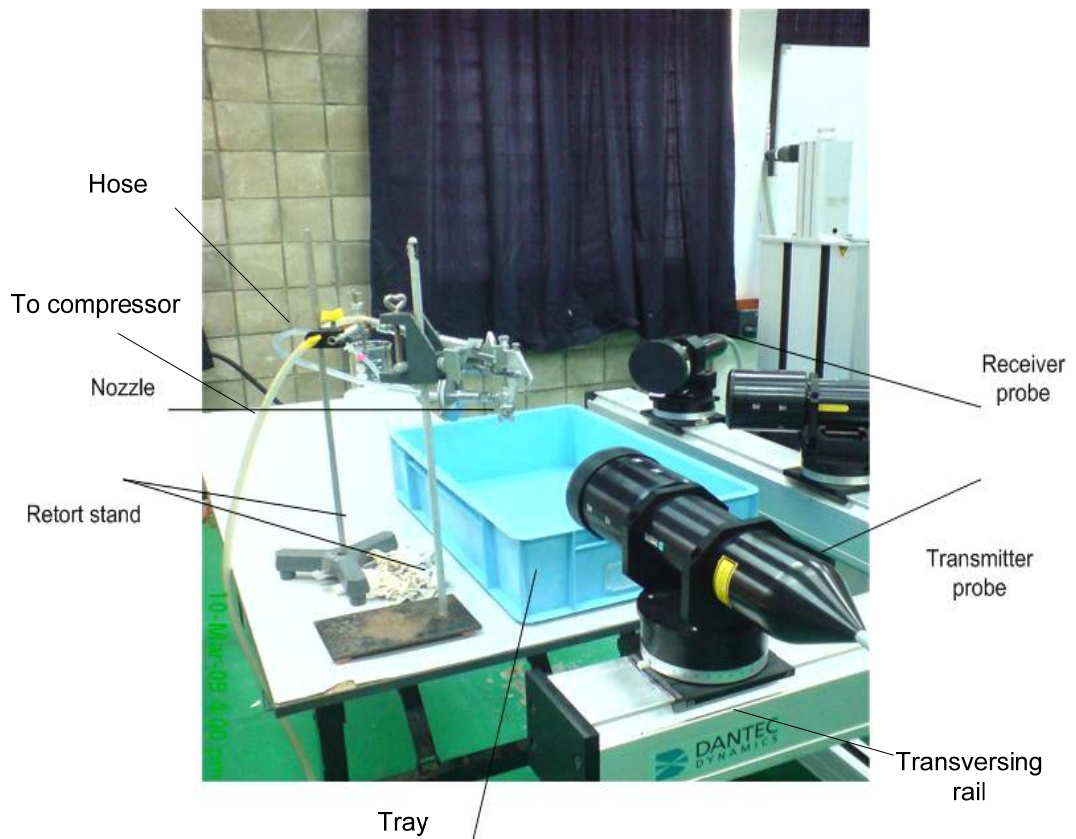 Hose
To compressor
Nozzle
Receiver
probe
Retort stand
Transmitter
probe
10-Mar-09 4:00 pm
DANTEC
DYNAMICS
Transversing
rail
Tray